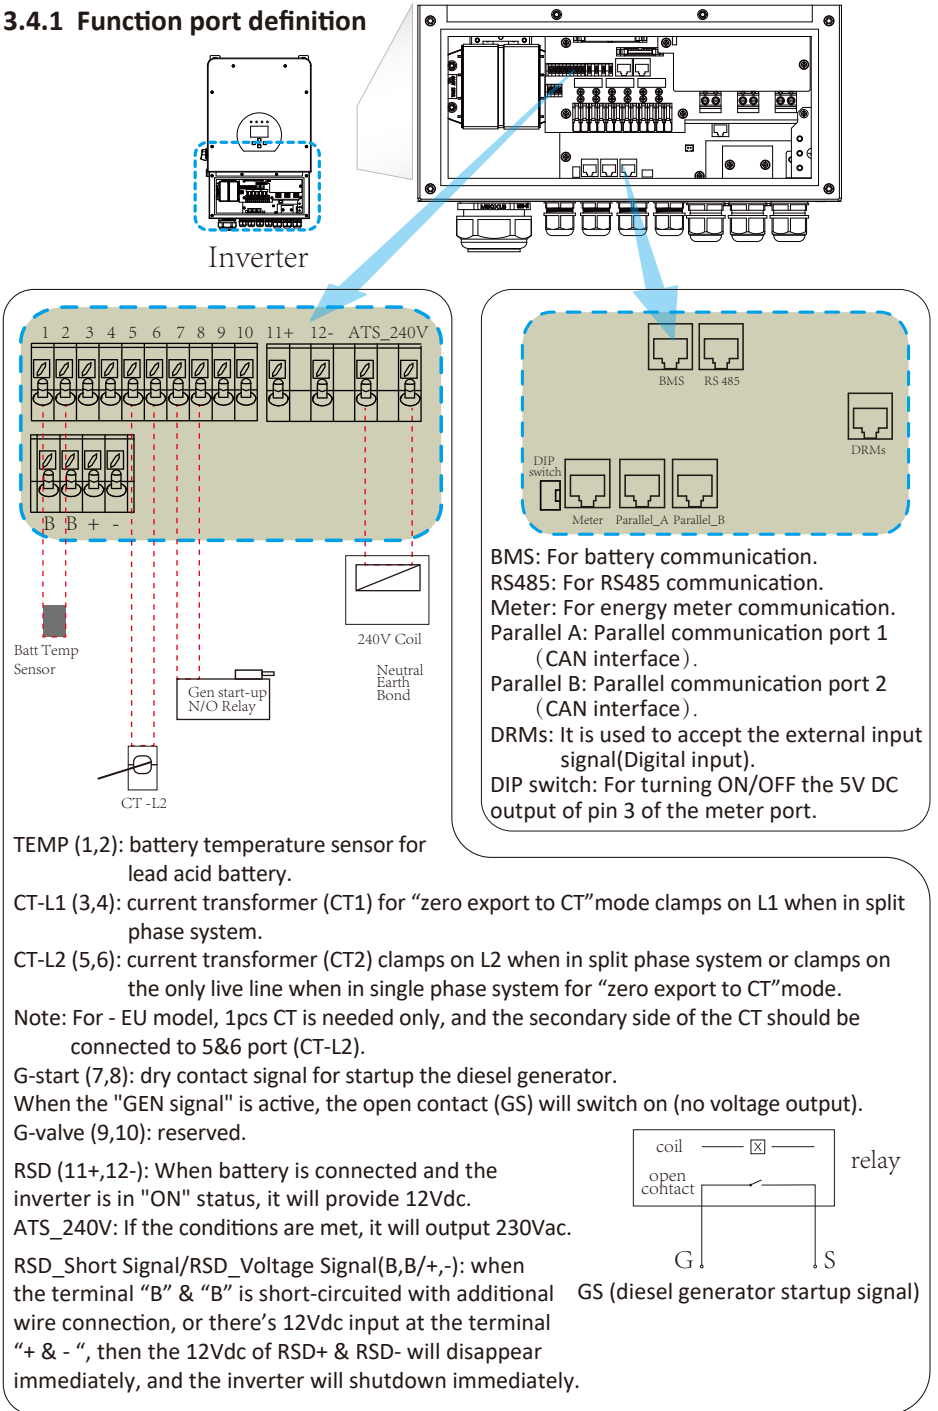 3.4.1 Function port definition
Inverter
1 2 3 4 5 6 7 8 9 10 11+ 12- ATS_240V
B B + -
Batt Temp
Sensor
240V Coil
Neutral
Earth
Bond
Gen start-up
N/O Relay
CT -L2
BMS RS 485
DRMs
DIP
switch
Meter Parallel_A Parallel_B
BMS: For battery communication.
RS485: For RS485 communication.
Meter: For energy meter communication.
Parallel A: Parallel communication port 1
（CAN interface）.
Parallel B: Parallel communication port 2
（CAN interface）.
DRMs: It is used to accept the external input
signal(Digital input).
DIP switch: For turning ON/OFF the 5V DC
output of pin 3 of the meter port.
TEMP (1,2): battery temperature sensor for
lead acid battery.
CT-L1 (3,4): current transformer (CT1) for “zero export to CT”mode clamps on L1 when in split
phase system.
CT-L2 (5,6): current transformer (CT2) clamps on L2 when in split phase system or clamps on
the only live line when in single phase system for “zero export to CT”mode.
Note: For - EU model, 1pcs CT is needed only, and the secondary side of the CT should be
connected to 5&6 port (CT-L2).
G-start (7,8): dry contact signal for startup the diesel generator.
When the "GEN signal" is active, the open contact (GS) will switch on (no voltage output).
G-valve (9,10): reserved.
RSD (11+,12-): When battery is connected and the
inverter is in "ON" status, it will provide 12Vdc.
ATS_240V: If the conditions are met, it will output 230Vac.
RSD_Short Signal/RSD_Voltage Signal(B,B/+,-): when
the terminal “B” & “B” is short-circuited with additional
wire connection, or there’s 12Vdc input at the terminal
“+ & - “, then the 12Vdc of RSD+ & RSD- will disappear
immediately, and the inverter will shutdown immediately.
coil
open
contact
relay
G S
GS (diesel generator startup signal)